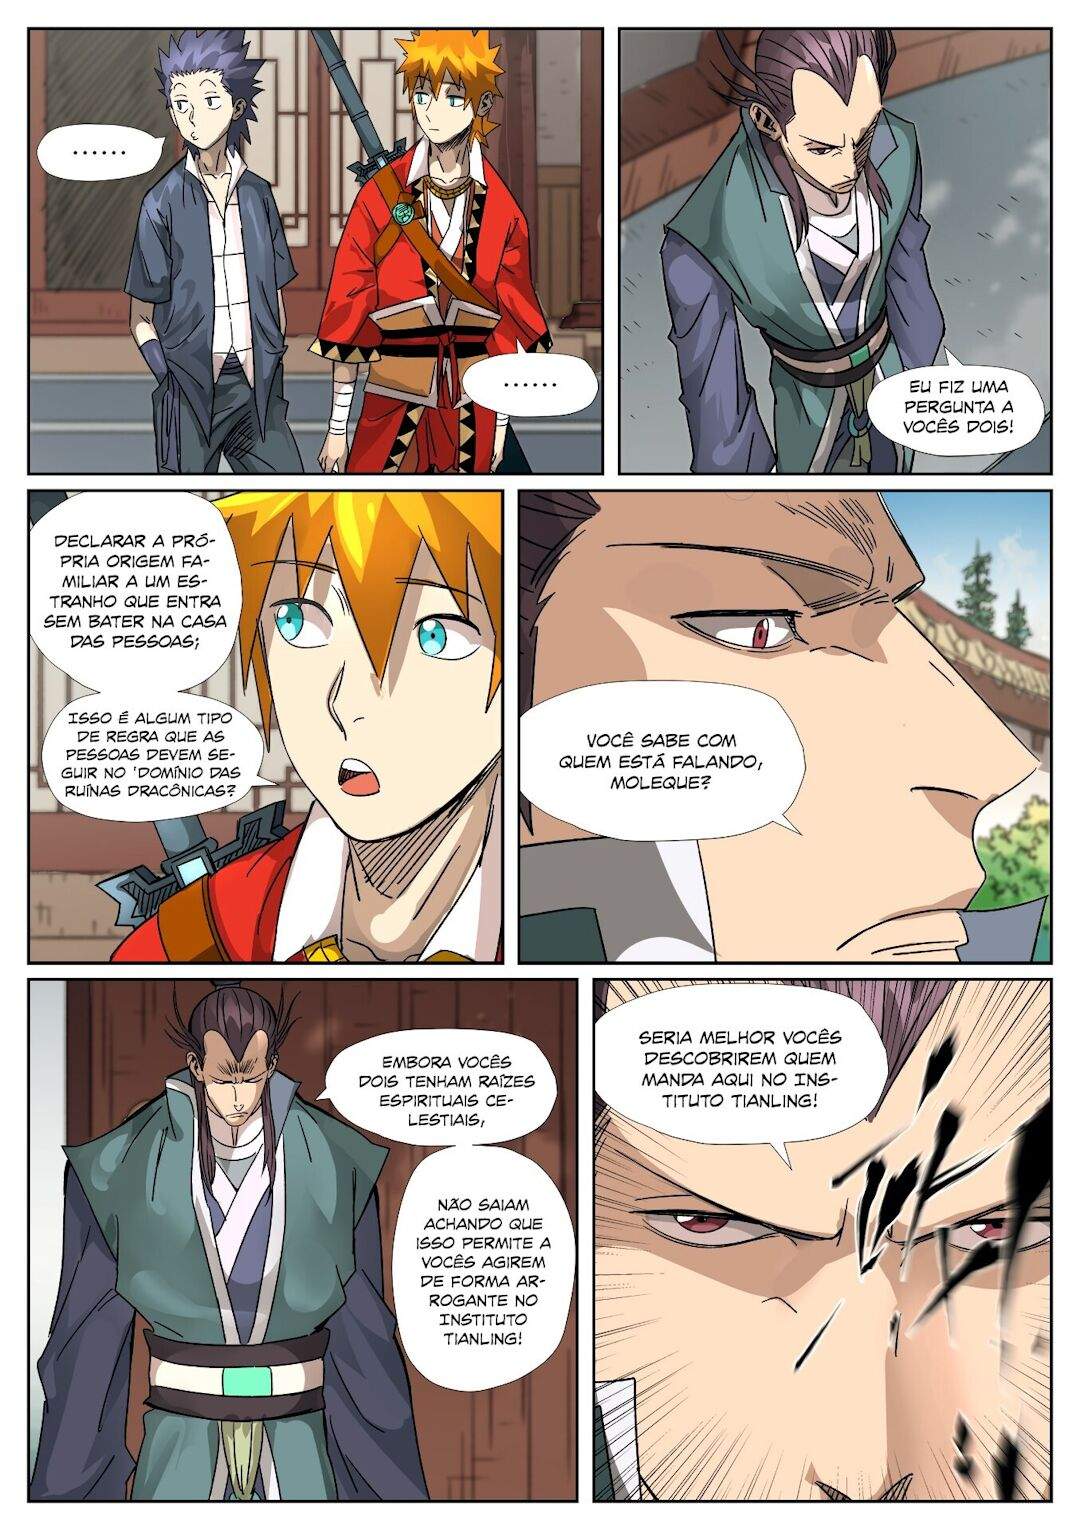 ......
......
EU FIZ UMA
PERGUNTA A
VOCÊS DOIS!
DECLARAR A PRÓ-
PRIA ORIGEM FA-
MILIAR A UM ES-
TRANHO QUE ENTRA
SEM BATER NA CASA
DAS PESSOAS;
ISSO É ALGUM TIPO
DE REGRA QUE AS
PESSOAS DEVEM SE-
GUIR NO 'DOMÍNIO DAS
RUÍNAS DRACÔNICAS?
VOCÊ SABE COM
QUEM ESTÁ FALANDO,
MOLEQUE?
EMBORA VOCÊS
DOIS TENHAM RAÍZES
ESPIRITUAIS CE-
LESTIAIS,
NÃO SAIAM
ACHANDO QUE
ISSO PERMITE A
VOCÊS AGIREM
DE FORMA AR-
ROGANTE NO
INSTITUTO
TIANLING!
SERIA MELHOR VOCÊS
DESCOBRIREM QUEM
MANDA AQUI NO INS-
TITUTO TIANLING!